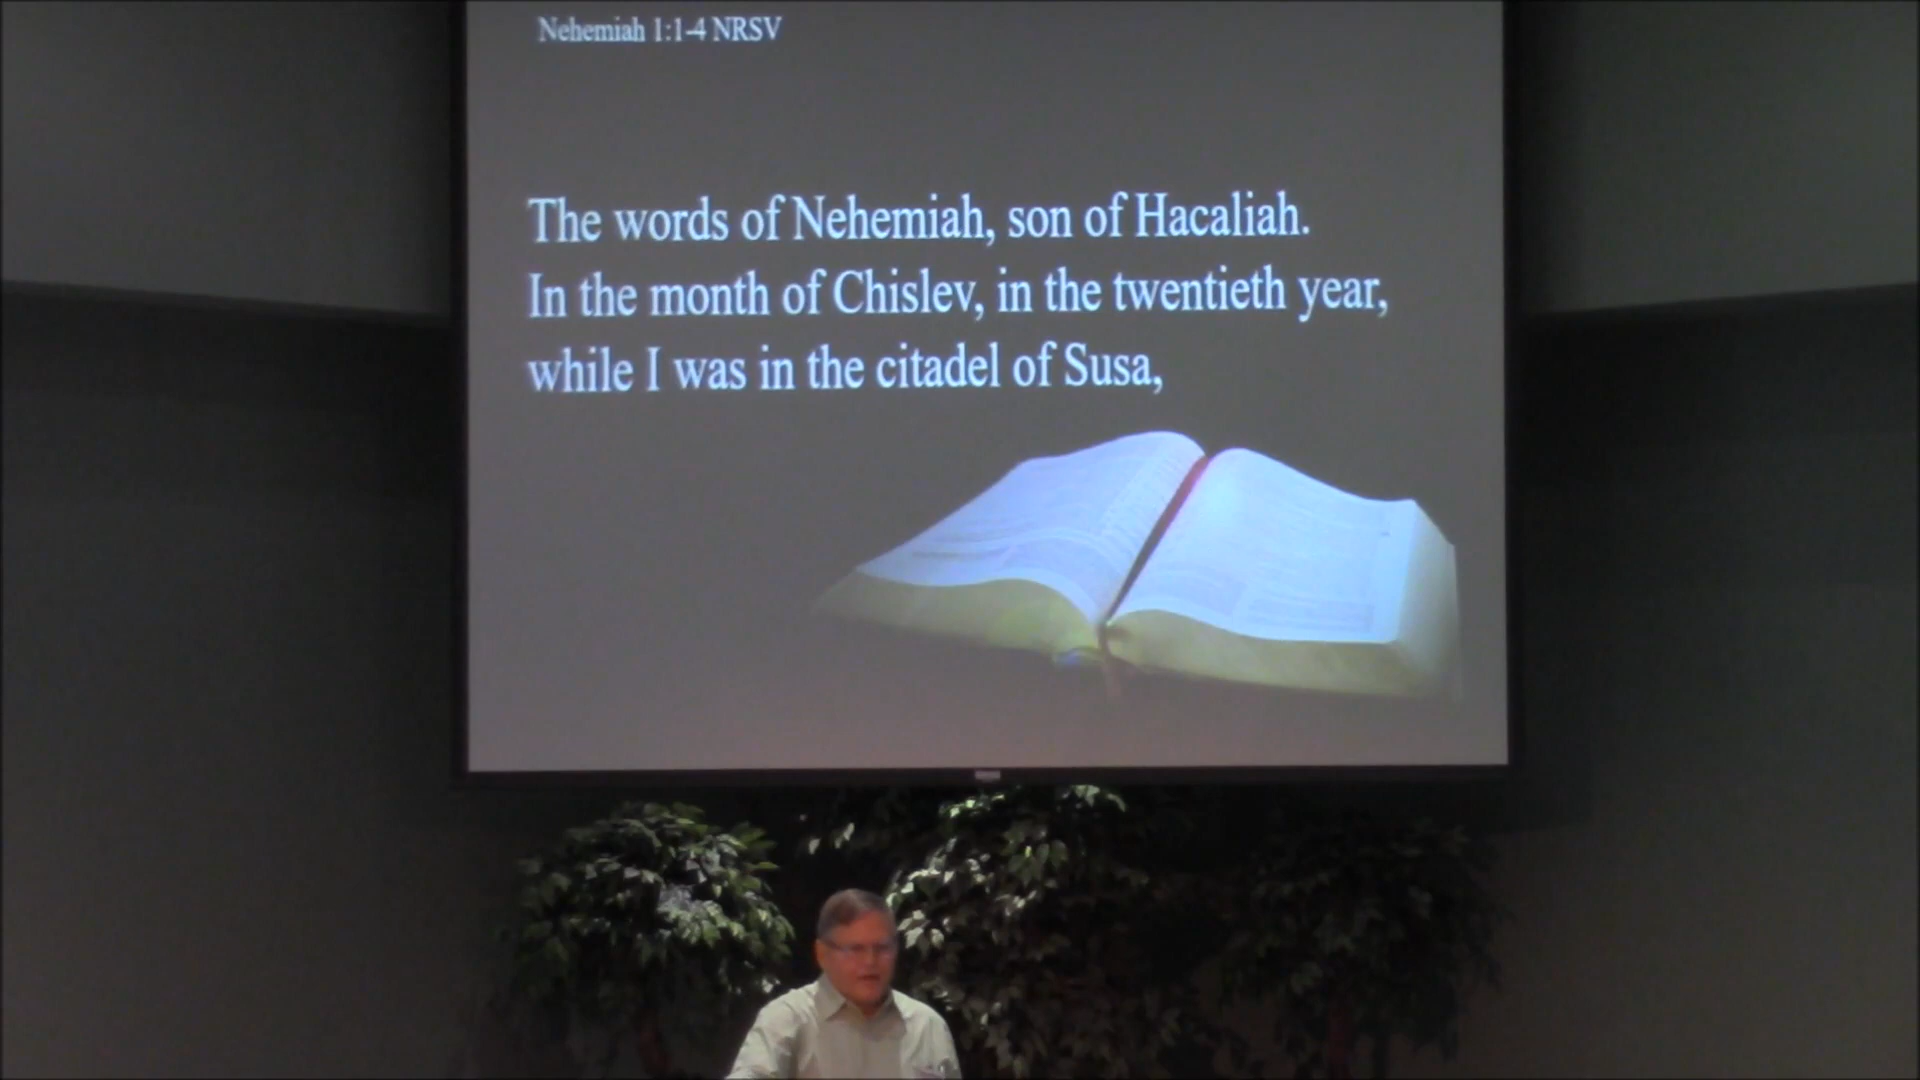 Nehemiah 1:1-4 NRSV
The words of Nehemiah, son of Hacaliah.
In the month of Chislev, in the twentieth year,
while I was in the citadel of Susa,